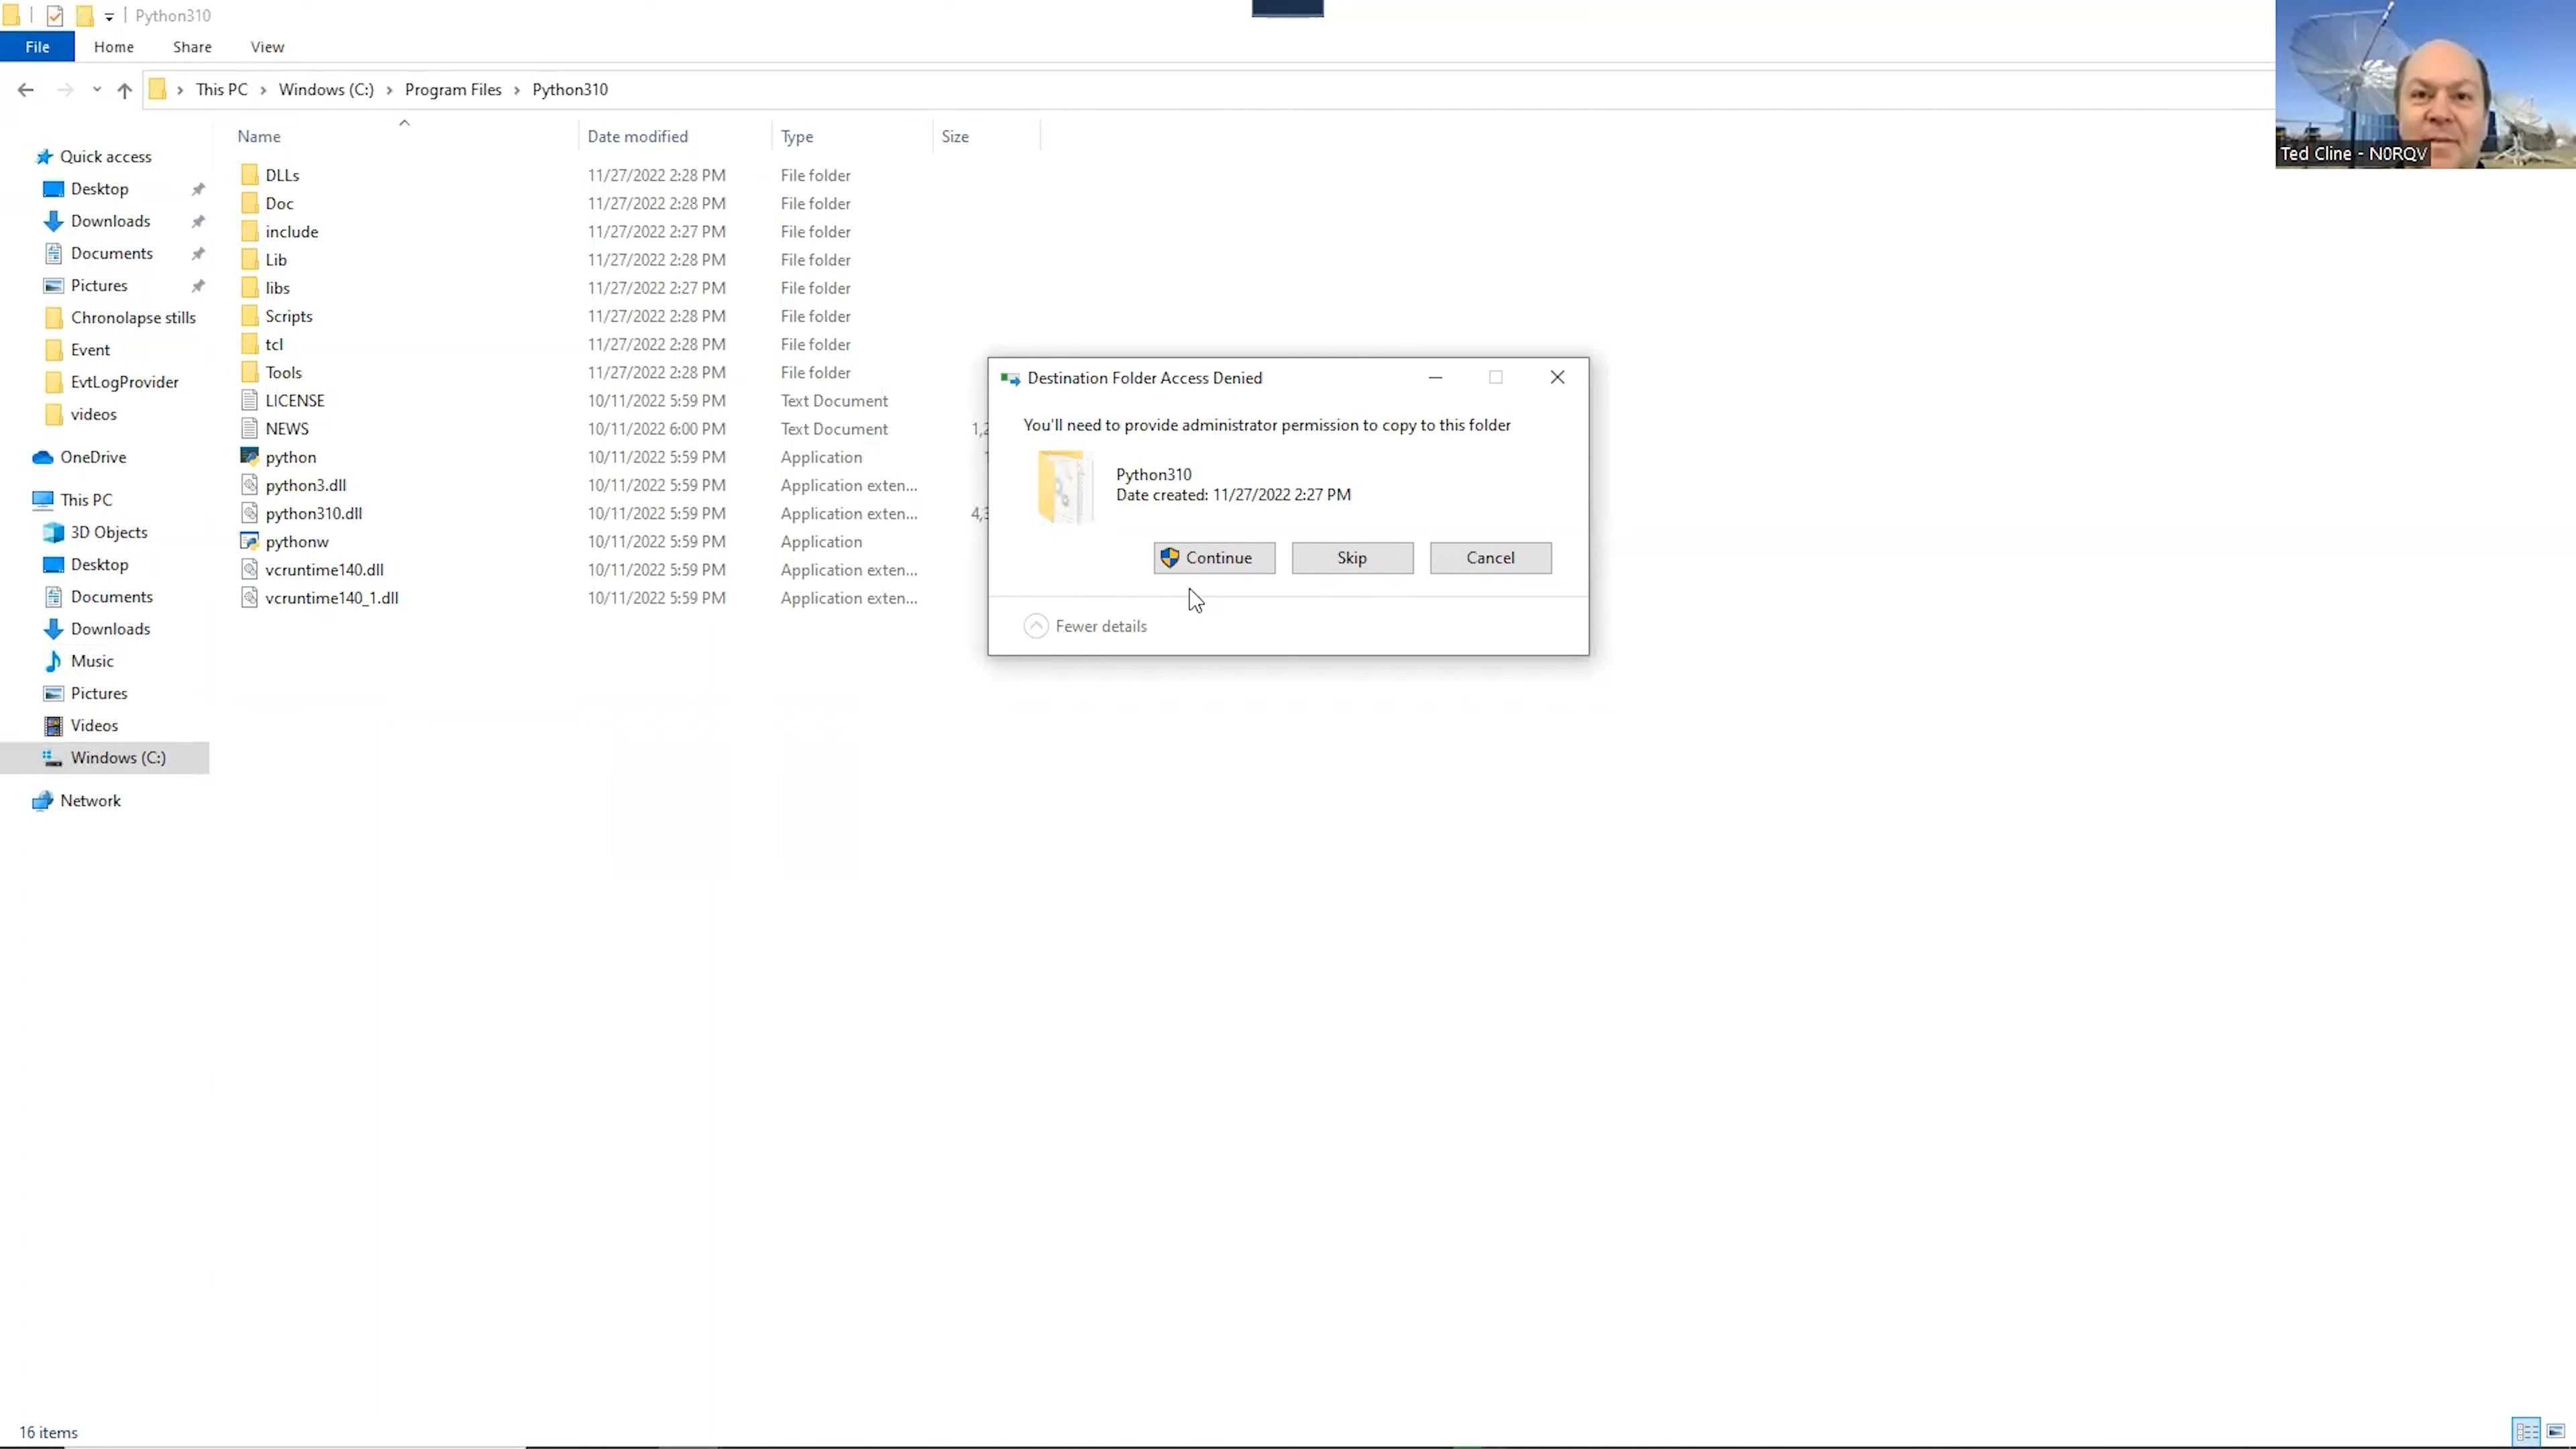 Python310
File Home Share View
This PC Windows (C:) Program Files Python310
Name Date modified Type Size
Quick access
Desktop
Downloads
Documents
Pictures
Chronolapse stills
Event
EvtLogProvider
videos
OneDrive
This PC
3D Objects
Desktop
Documents
Downloads
Music
Pictures
Videos
Windows (C:)
Network
DLLs 11/27/2022 2:28 PM File folder
Doc 11/27/2022 2:28 PM File folder
include 11/27/2022 2:27 PM File folder
Lib 11/27/2022 2:28 PM File folder
libs 11/27/2022 2:27 PM File folder
Scripts 11/27/2022 2:28 PM File folder
tcl 11/27/2022 2:28 PM File folder
Tools 11/27/2022 2:28 PM File folder
LICENSE 10/11/2022 5:59 PM Text Document
NEWS 10/11/2022 6:00 PM Text Document
python 10/11/2022 5:59 PM Application
python3.dll 10/11/2022 5:59 PM Application exten...
python310.dll 10/11/2022 5:59 PM Application exten...
pythonw 10/11/2022 5:59 PM Application
vcruntime140.dll 10/11/2022 5:59 PM Application exten...
vcruntime140_1.dll 10/11/2022 5:59 PM Application exten...
Destination Folder Access Denied
You'll need to provide administrator permission to copy to this folder
Python310
Date created: 11/27/2022 2:27 PM
Continue Skip Cancel
Fewer details
Ted Cline - N0RQV
16 items